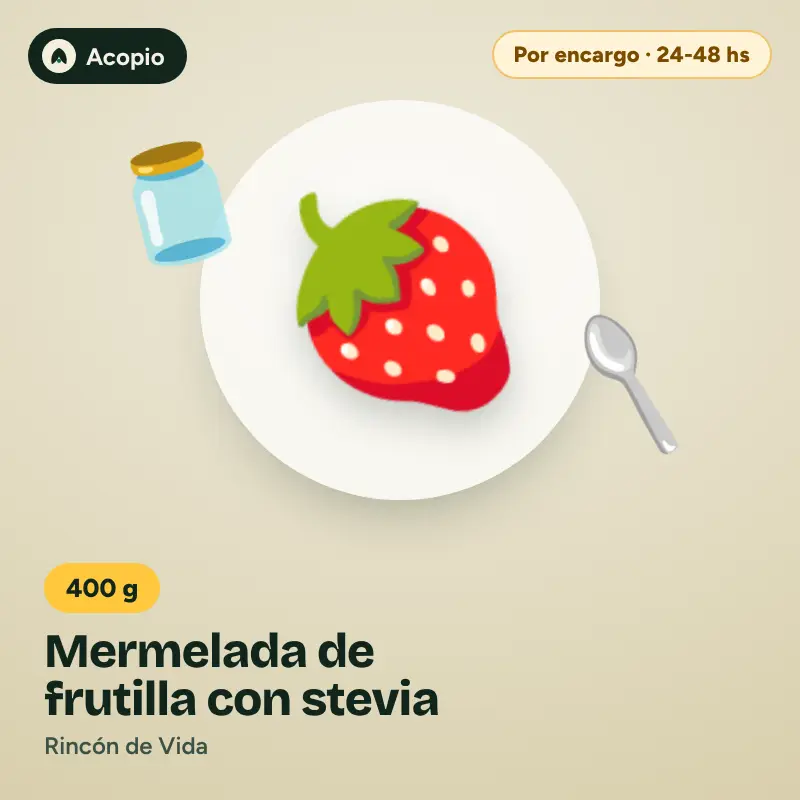 Acopio
Por encargo · 24-48 hs
400 g
Mermelada de
frutilla con stevia
Rincón de Vida